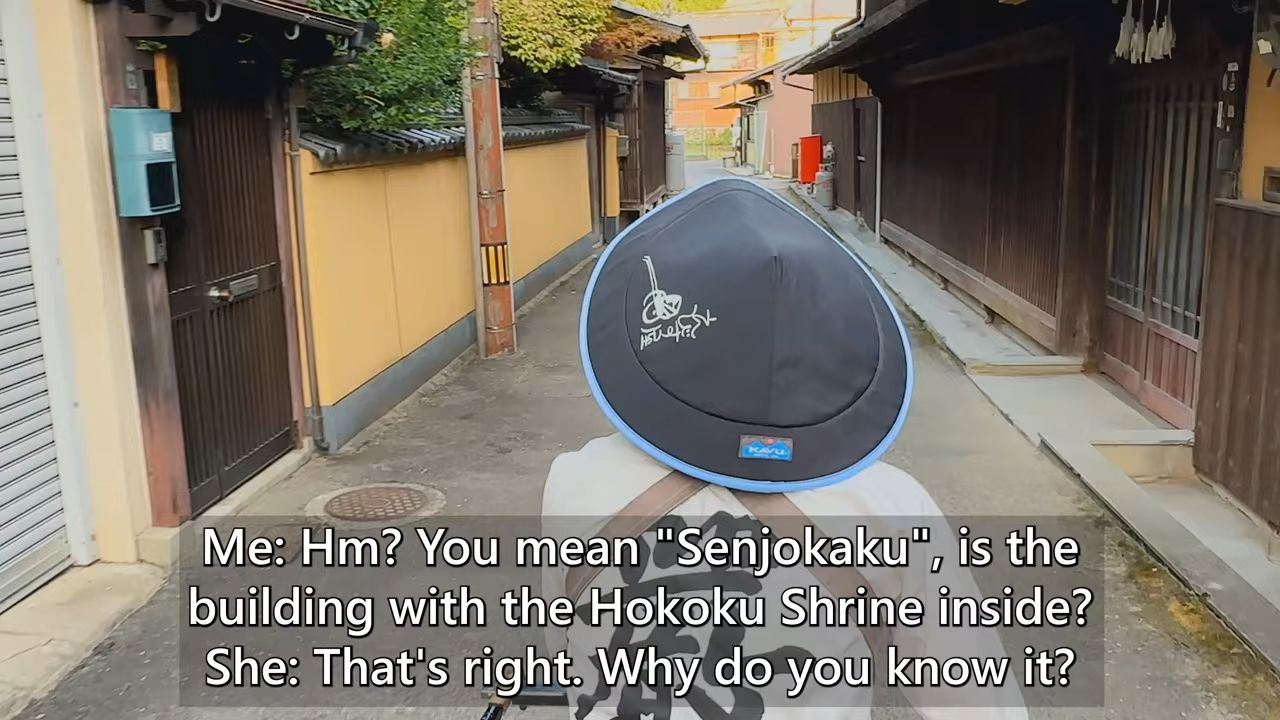 KAVU
Me: Hm? You mean "Senjokaku", is the
building with the Hokoku Shrine inside?
She: That's right. Why do you know it?